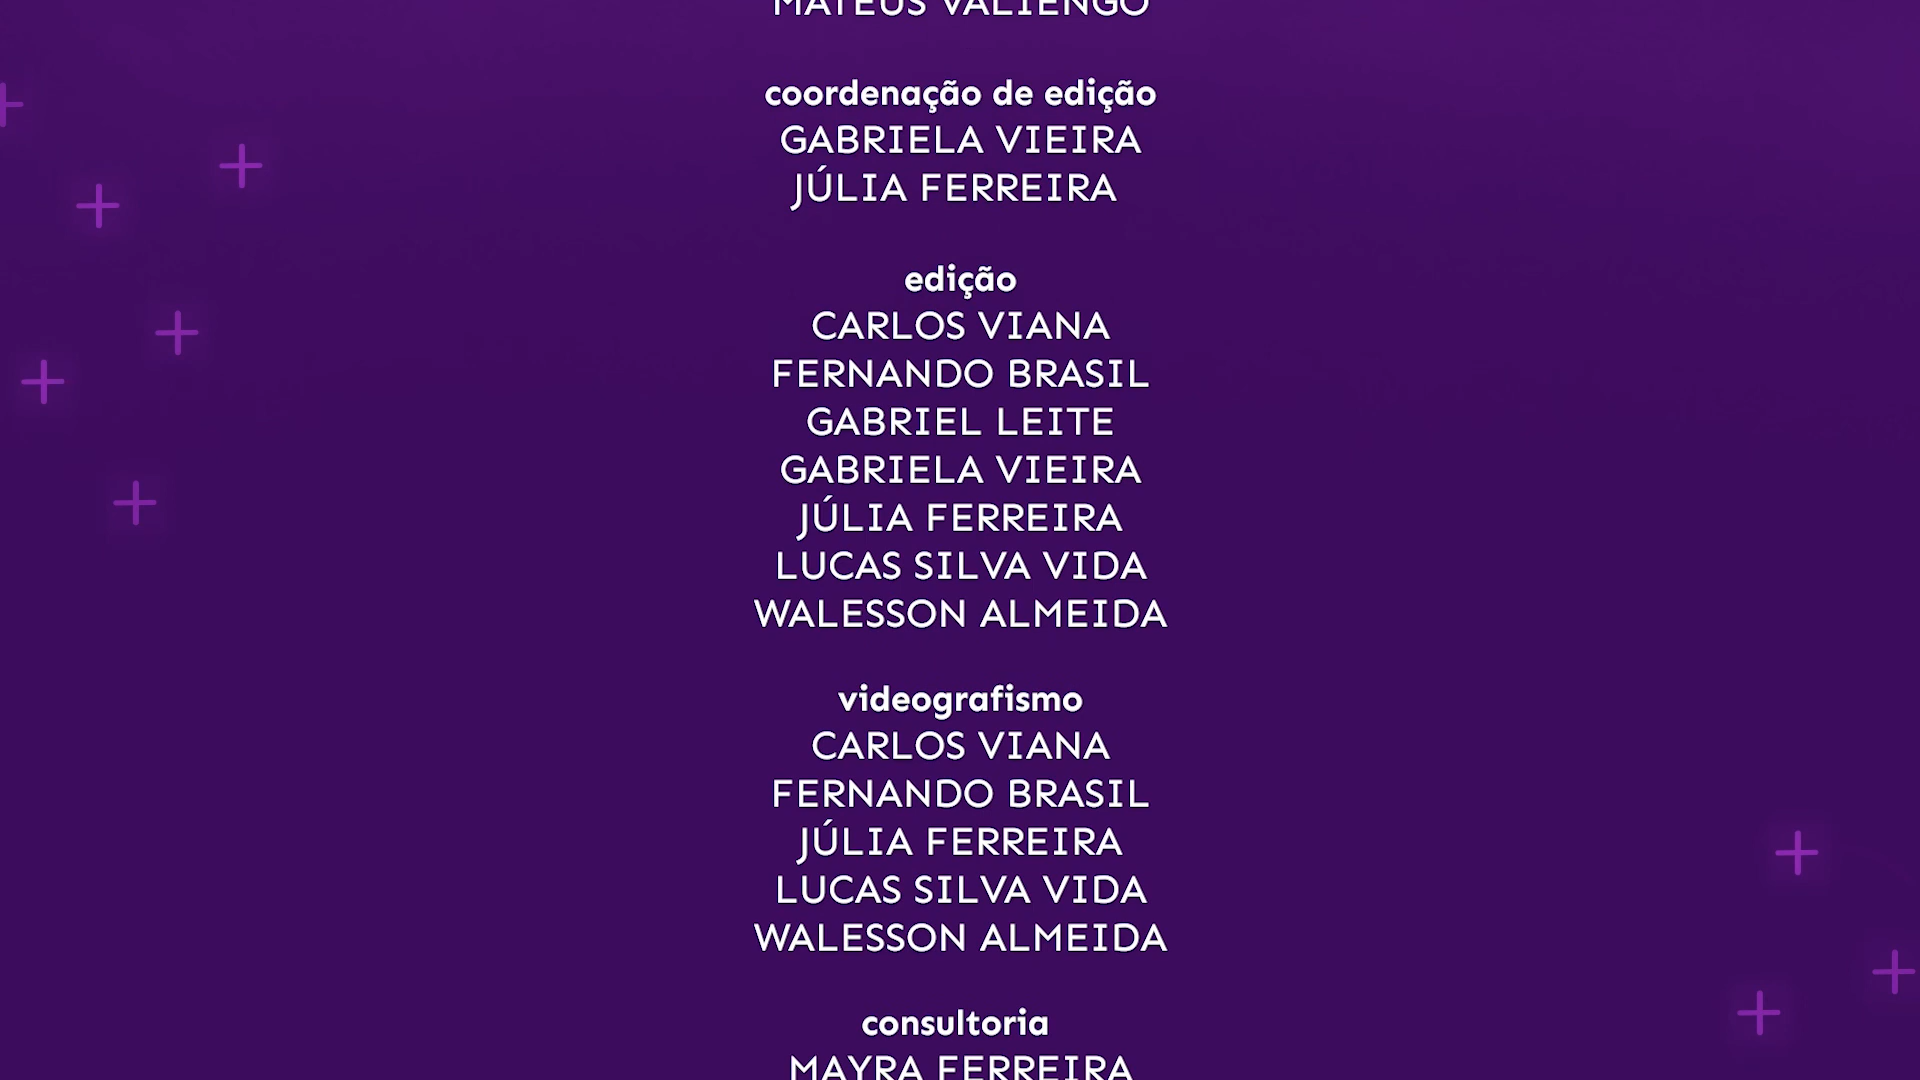 MATEUS VALIENGO
coordenação de edição
GABRIELA VIEIRA
JÚLIA FERREIRA
edição
CARLOS VIANA
FERNANDO BRASIL
GABRIEL LEITE
GABRIELA VIEIRA
JÚLIA FERREIRA
LUCAS SILVA VIDA
WALESSON ALMEIDA
videografismo
CARLOS VIANA
FERNANDO BRASIL
JÚLIA FERREIRA
LUCAS SILVA VIDA
WALESSON ALMEIDA
consultoria
MAYRA FERREIRA